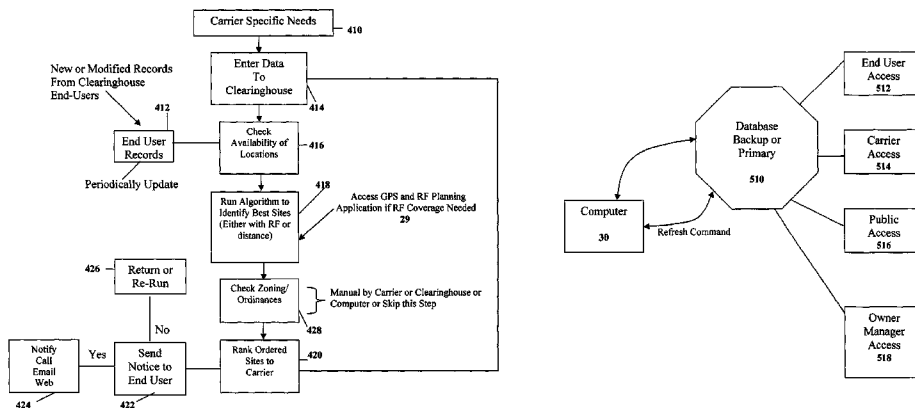 Carrier Specific Needs
410
Enter Data
To
Clearinghouse
414
New or Modified Records
From Clearinghouse
End-Users
412
End User
Records
Periodically Update
Check
Availability of
Locations
416
418
Run Algorithm to
Identify Best Sites
(Either with RF or
distance)
Access GPS and RF Planning
Application if RF Coverage Needed
29
Check Zoning/
Ordinances
428
Manual by Carrier or Clearinghouse or
Computer or Skip this Step
426
Return or
Re-Run
No
Rank Ordered
Sites to
Carrier
420
Send
Notice to
End User
422
Yes
Notify
Call
Email
Web
424
Database
Backup or
Primary
510
Computer
30
Refresh Command
End User
Access
512
Carrier
Access
514
Public
Access
516
Owner
Manager
Access
518